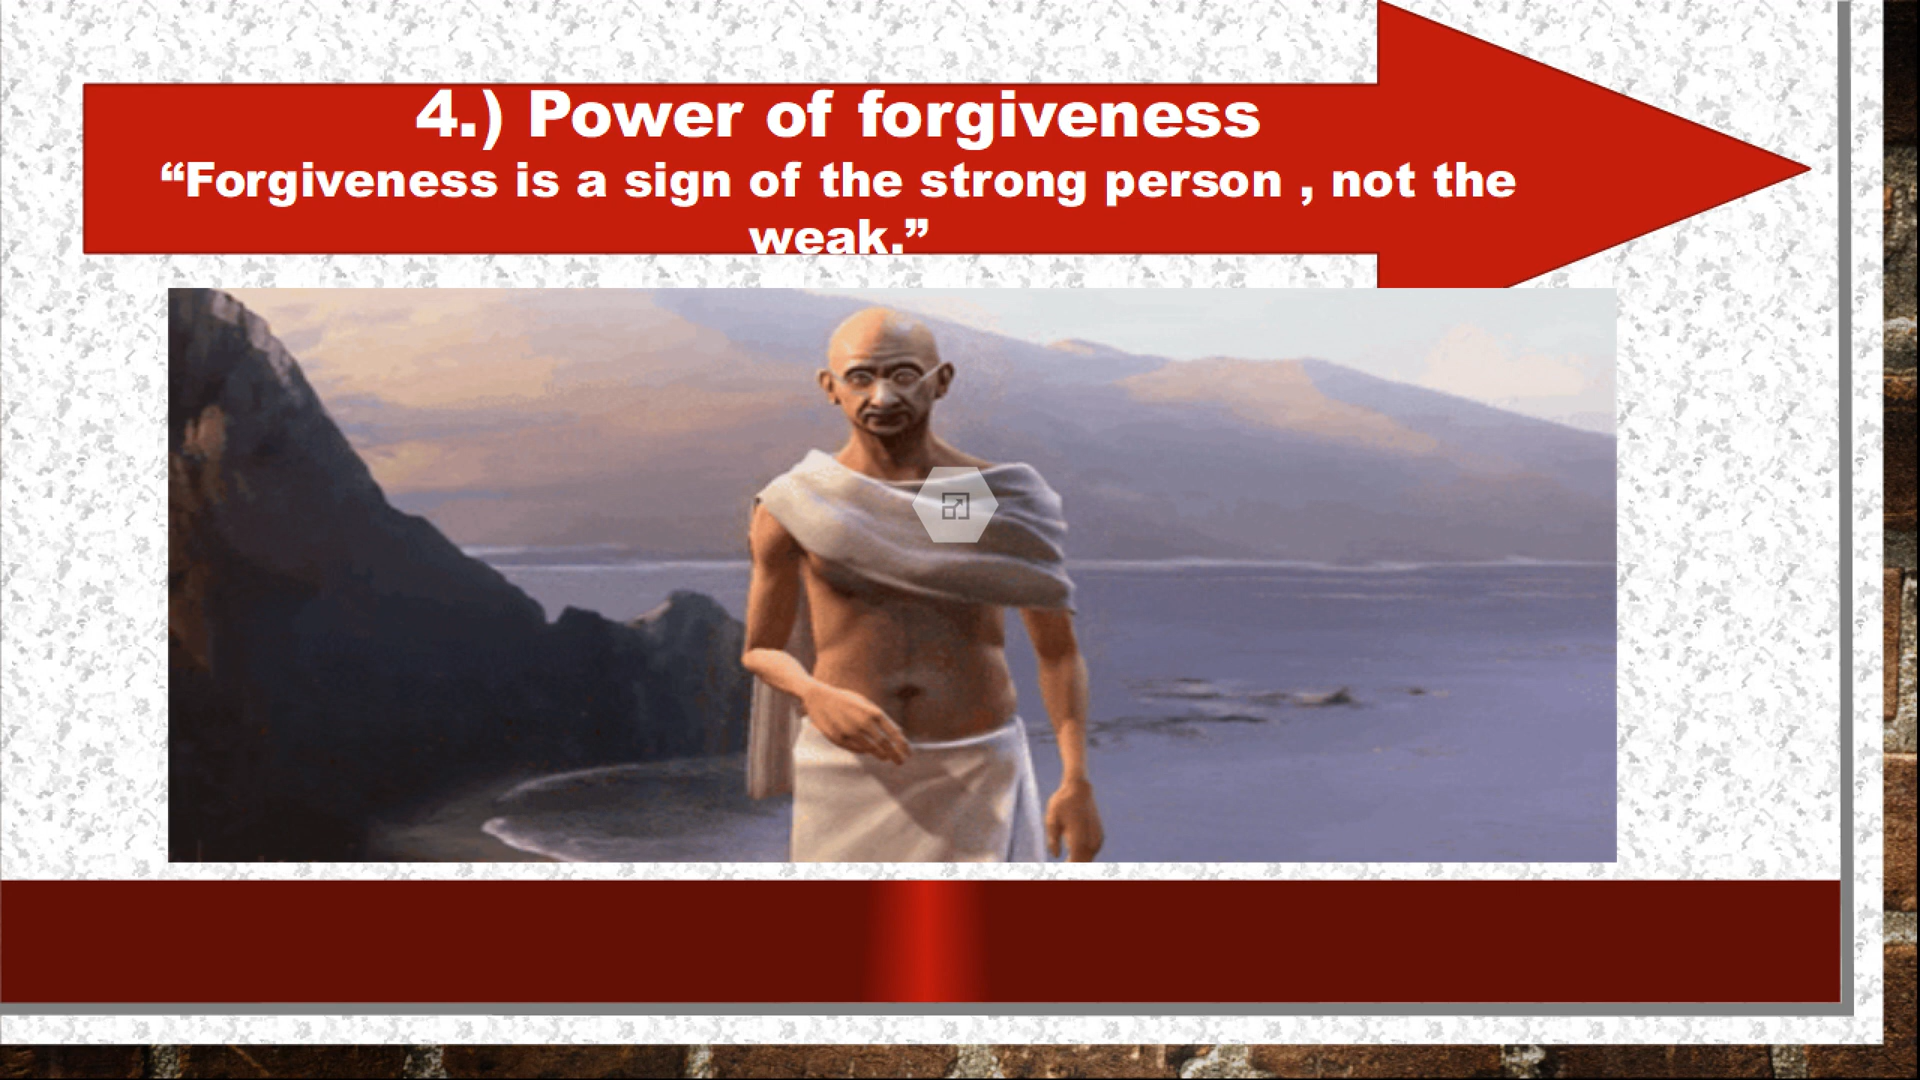 4.) Power of forgiveness
“Forgiveness is a sign of the strong person , not the
weak.”